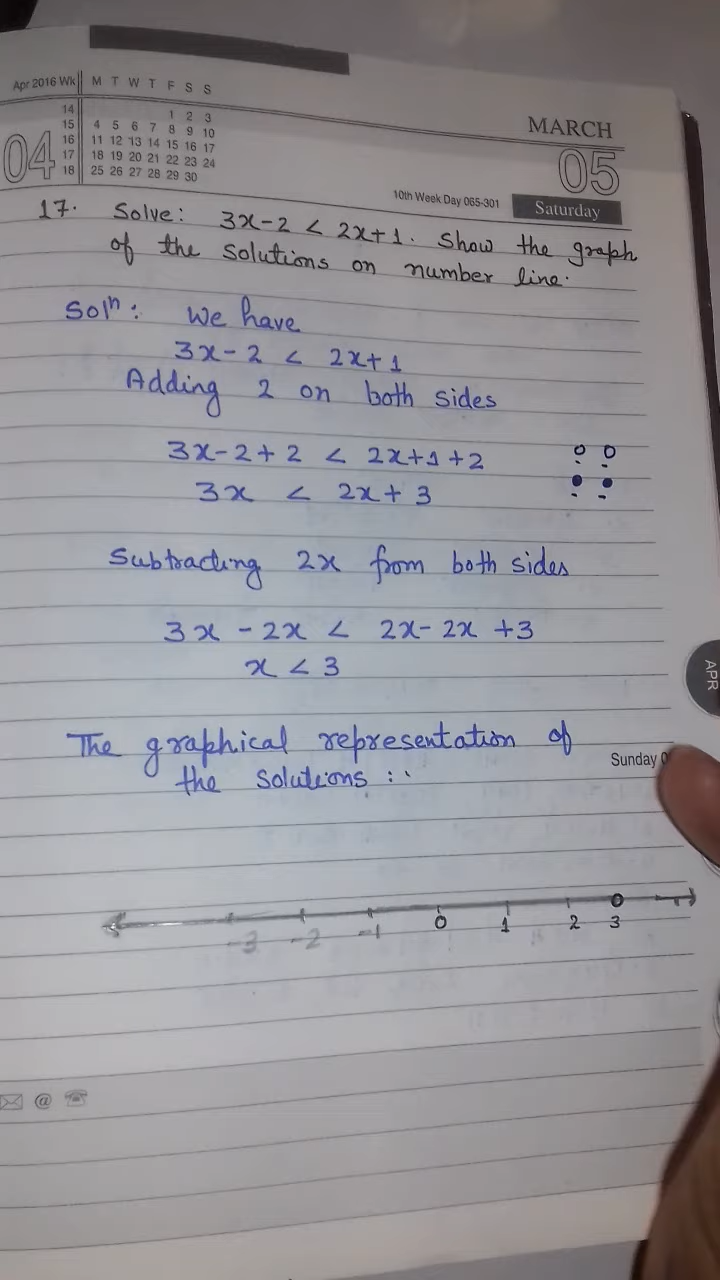 Apr 2016 Wk M T W T F S S
14 1 2 3
15 4 5 6 7 8 9 10
16 11 12 13 14 15 16 17
17 18 19 20 21 22 23 24
18 25 26 27 28 29 30
04
MARCH
05
10th Week Day 065-301
Saturday
17. Solve: 3x-2 < 2x+1. Show the graph
of the solutions on number line.
Solⁿ: We have
3x-2 < 2x+1
Adding 2 on both sides
3x-2+2 < 2x+1+2
3x < 2x+3
Subtracting 2x from both sides
3x-2x < 2x-2x+3
x < 3
APR
The graphical representation of
Sunday
the solutions :-
-3 -2 -1 0 1 2 3
@